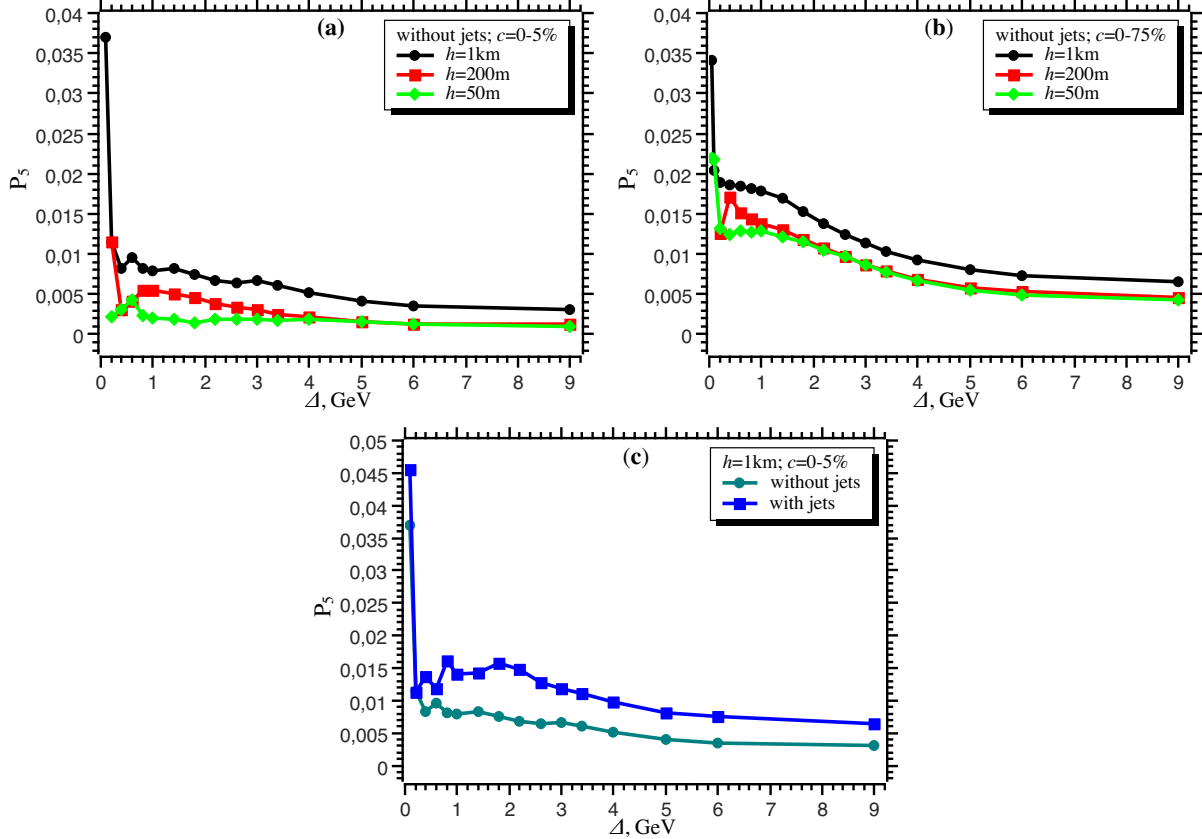 (a)
without jets; c=0-5%
h=1km
h=200m
h=50m
0,04
0,035
0,03
0,025
0,02
0,015
0,01
0,005
0
P5
0 1 2 3 4 5 6 7 8 9
Δ, GeV
(b)
without jets; c=0-75%
h=1km
h=200m
h=50m
0,04
0,035
0,03
0,025
0,02
0,015
0,01
0,005
0
P5
0 1 2 3 4 5 6 7 8 9
Δ, GeV
(c)
h=1km; c=0-5%
without jets
with jets
0,05
0,045
0,04
0,035
0,03
0,025
0,02
0,015
0,01
0,005
0
P5
0 1 2 3 4 5 6 7 8 9
Δ, GeV